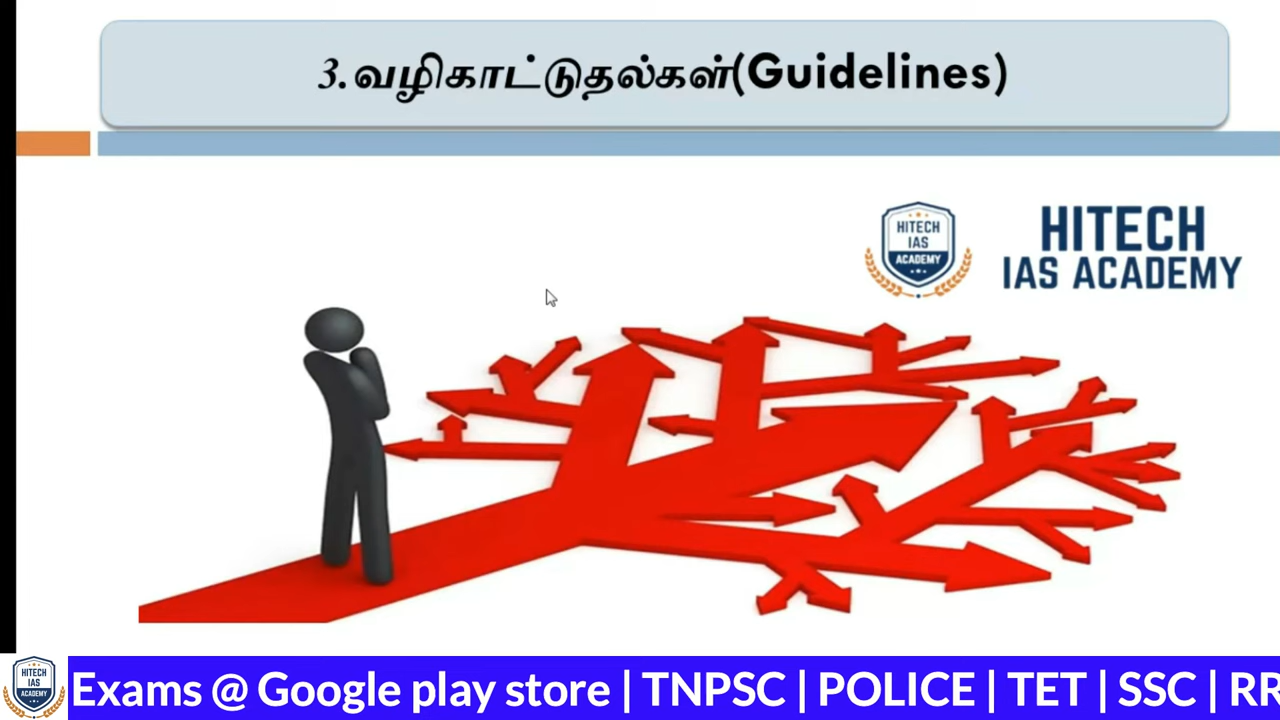 3.வழிகாட்டுதல்கள்(Guidelines)
HITECH
IAS
ACADEMY
HITECH
IAS ACADEMY
HITECH
IAS
ACADEMY
Exams @ Google play store | TNPSC | POLICE | TET | SSC | RR